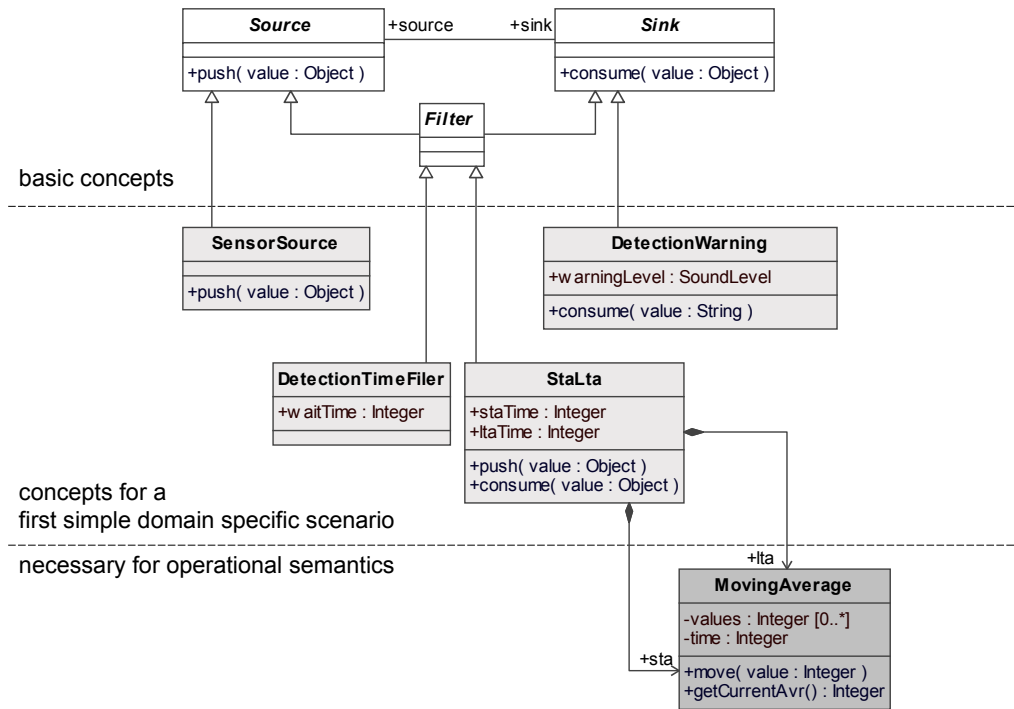 Source
+source
+sink
Sink
+push( value : Object )
+consume( value : Object )
Filter
basic concepts
SensorSource
+push( value : Object )
DetectionWarning
+warningLevel : SoundLevel
+consume( value : String )
DetectionTimeFiler
+waitTime : Integer
StaLta
+staTime : Integer
+ltaTime : Integer
+push( value : Object )
+consume( value : Object )
concepts for a
first simple domain specific scenario
necessary for operational semantics
+lta
MovingAverage
-values : Integer [0..*]
-time : Integer
+sta
+move( value : Integer )
+getCurrentAvr() : Integer